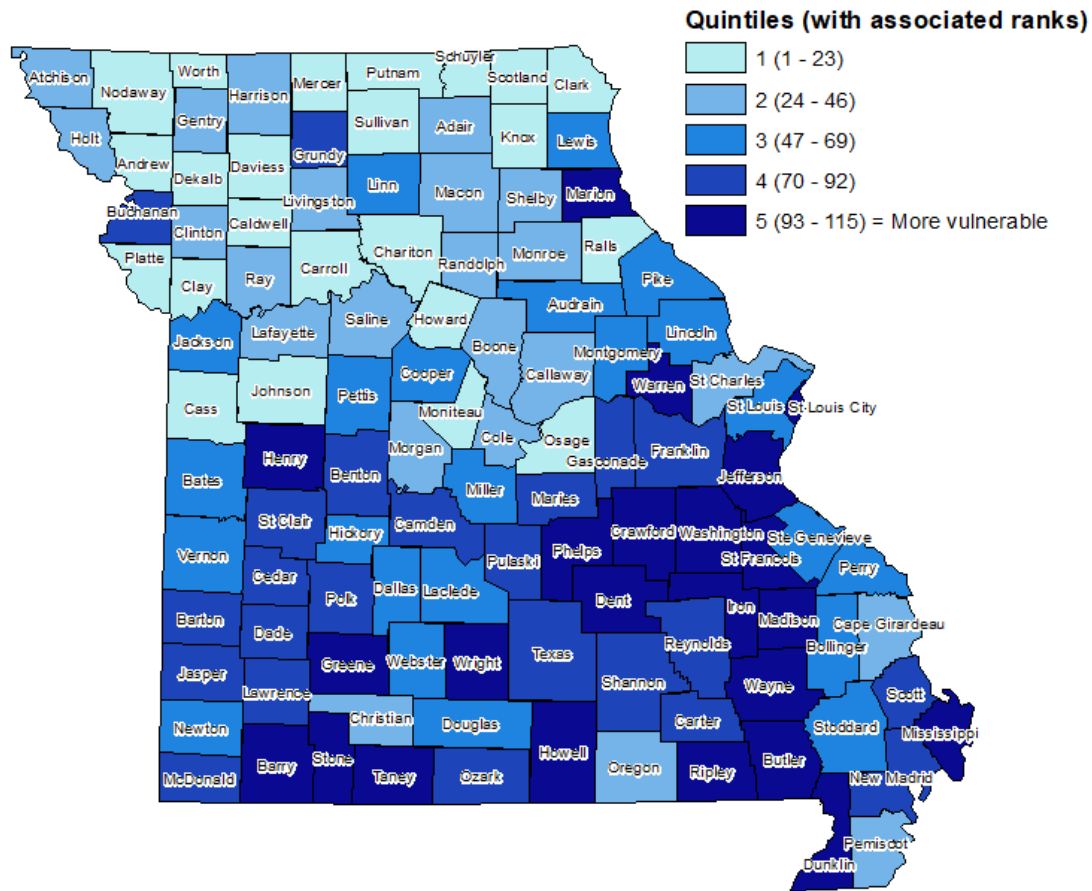 Quintiles (with associated ranks)
1 (1 - 23)
2 (24 - 46)
3 (47 - 69)
4 (70 - 92)
5 (93 - 115) = More vulnerable
Atchison
Nodaway
Worth
Harrison
Mercer
Putnam
Schuyler
Scotland
Clark
Gentry
Sullivan
Adair
Knox
Lewis
Holt
Andrew
Dekalb
Daviess
Grundy
Linn
Macon
Shelby
Marion
Buchanan
Clinton
Caldwell
Livingston
Chariton
Randolph
Monroe
Ralls
Platte
Clay
Ray
Carroll
Pike
Audrain
Jackson
Lafayette
Saline
Howard
Boone
Callaway
Montgomery
Lincoln
Warren
St Charles
St Louis
St Louis City
Cass
Johnson
Pettis
Cooper
Moniteau
Cole
Osage
Gasconade
Franklin
Jefferson
Bates
Henry
Benton
Morgan
Miller
Maries
St Clair
Hickory
Camden
Pulaski
Phelps
Crawford
Washington
St Francois
Ste Genevieve
Perry
Vernon
Cedar
Polk
Dallas
Laclede
Dent
Iron
Madison
Cape Girardeau
Bollinger
Barton
Dade
Greene
Webster
Wright
Texas
Reynolds
Shannon
Wayne
Scott
Mississippi
Jasper
Lawrence
Christian
Douglas
Howell
Carter
Stoddard
Newton
McDonald
Barry
Stone
Taney
Ozark
Oregon
Ripley
Butler
New Madrid
Pemiscot
Dunklin